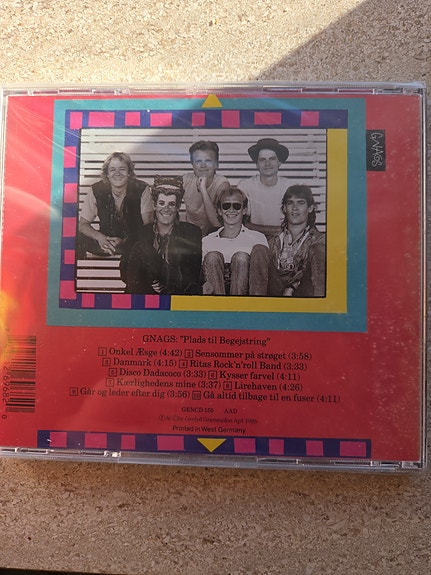 GNAGS
GNAGS: "Plads til Begejstring"
1 Onkel Æsge (4:42) 2 Sensommer på strøget (3:58)
3 Danmark (4:15) 4 Ritas Rock'n'roll Band (3:33)
5 Disco Dadacoco (3:33) 6 Kysser farvel (4:11)
7 Kærlighedens mine (3:37) 8 Lirehaven (4:26)
9 Går og leder efter dig (3:56) 10 Gå altid tilbage til en fuser (4:11)
GENCD 105 AAD
Printed in West Germany